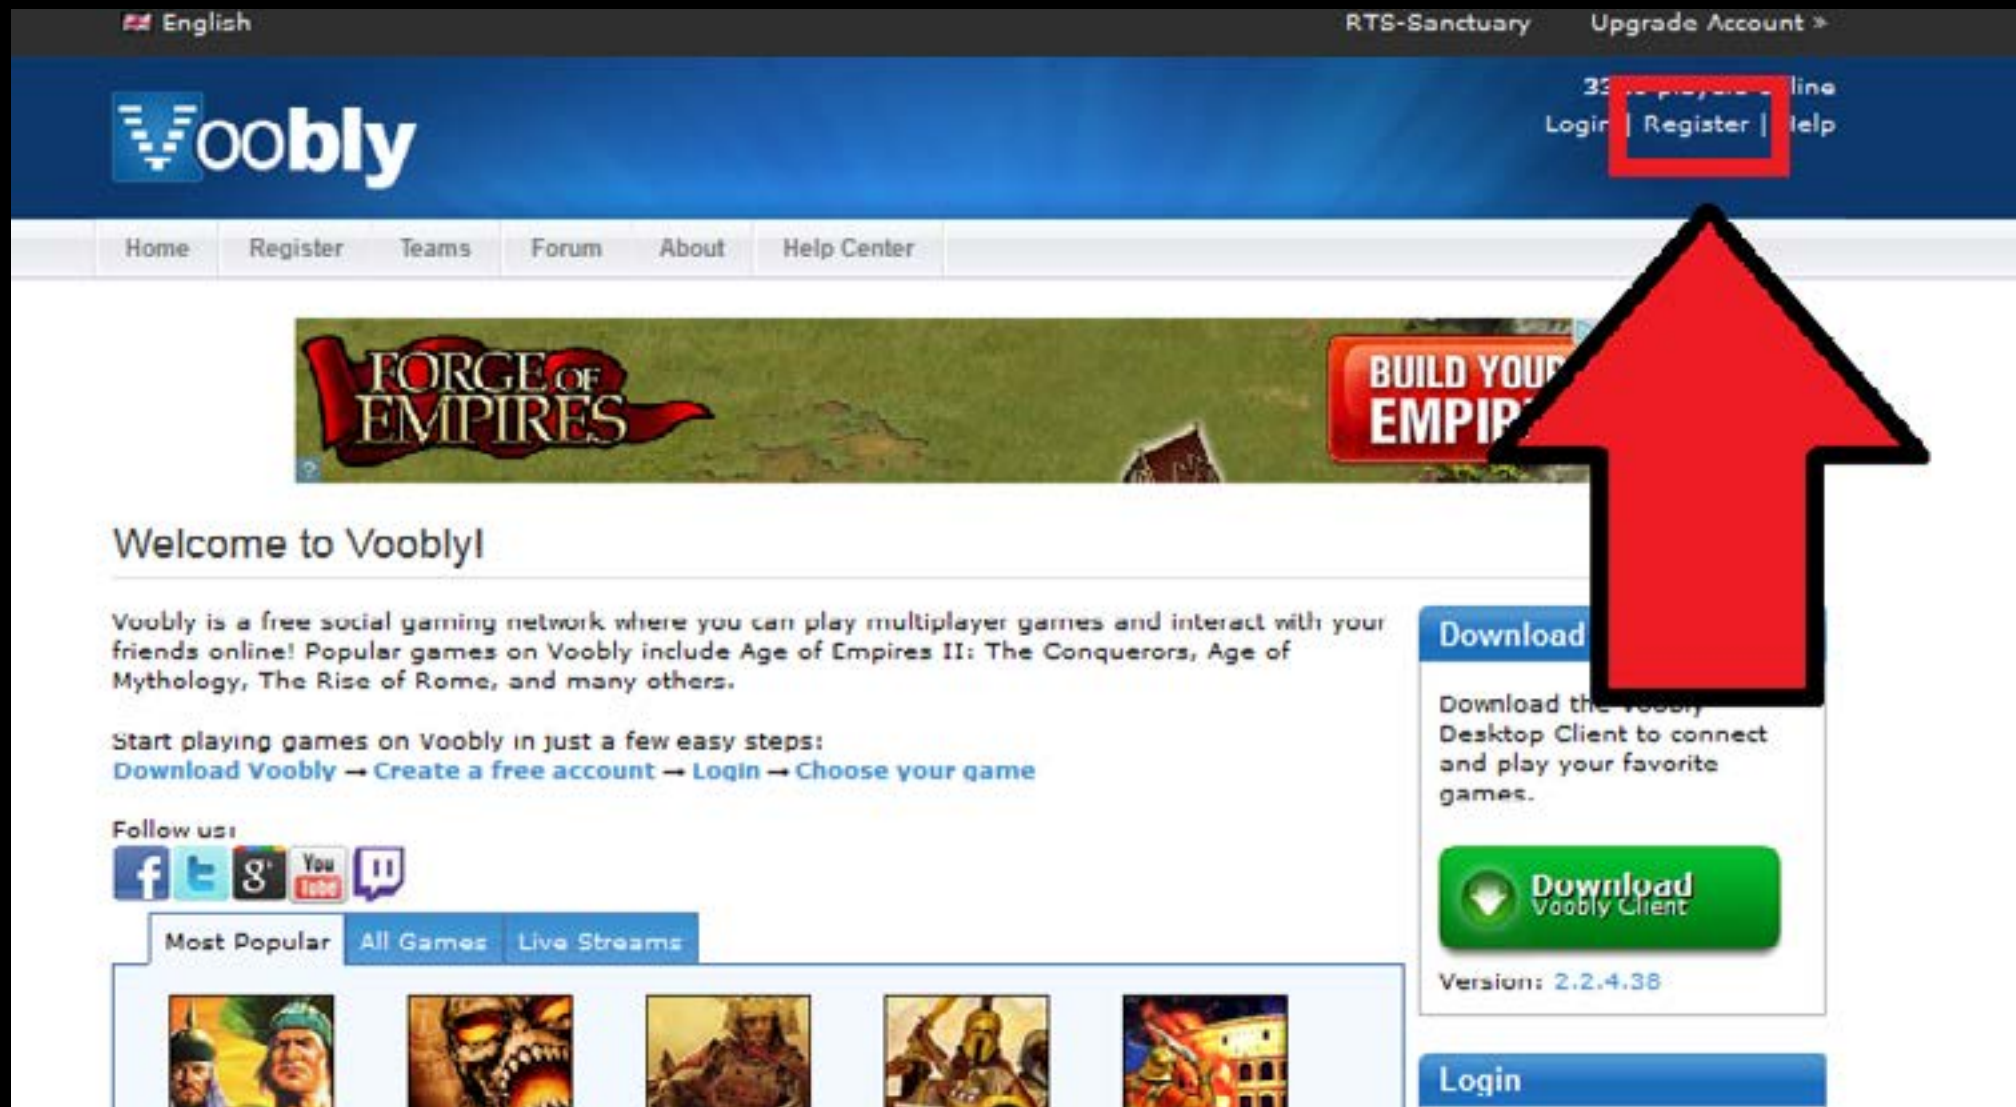 English
RTS-Sanctuary
Upgrade Account »
Voobly
line
Login | Register | Help
Home
Register
Teams
Forum
About
Help Center
FORGE OF
EMPIRES
BUILD YOUR
Welcome to Voobly!
Voobly is a free social gaming network where you can play multiplayer games and interact with your
friends online! Popular games on Voobly include Age of Empires II: The Conquerors, Age of
Mythology, The Rise of Rome, and many others.
Start playing games on Voobly in just a few easy steps:
Download Voobly → Create a free account → Login → Choose your game
Follow us:
You
Tube
Most Popular
All Games
Live Streams
Download
Download the Voobly
Desktop Client to connect
and play your favorite
games.
Download
Voobly Client
Version: 2.2.4.38
Login